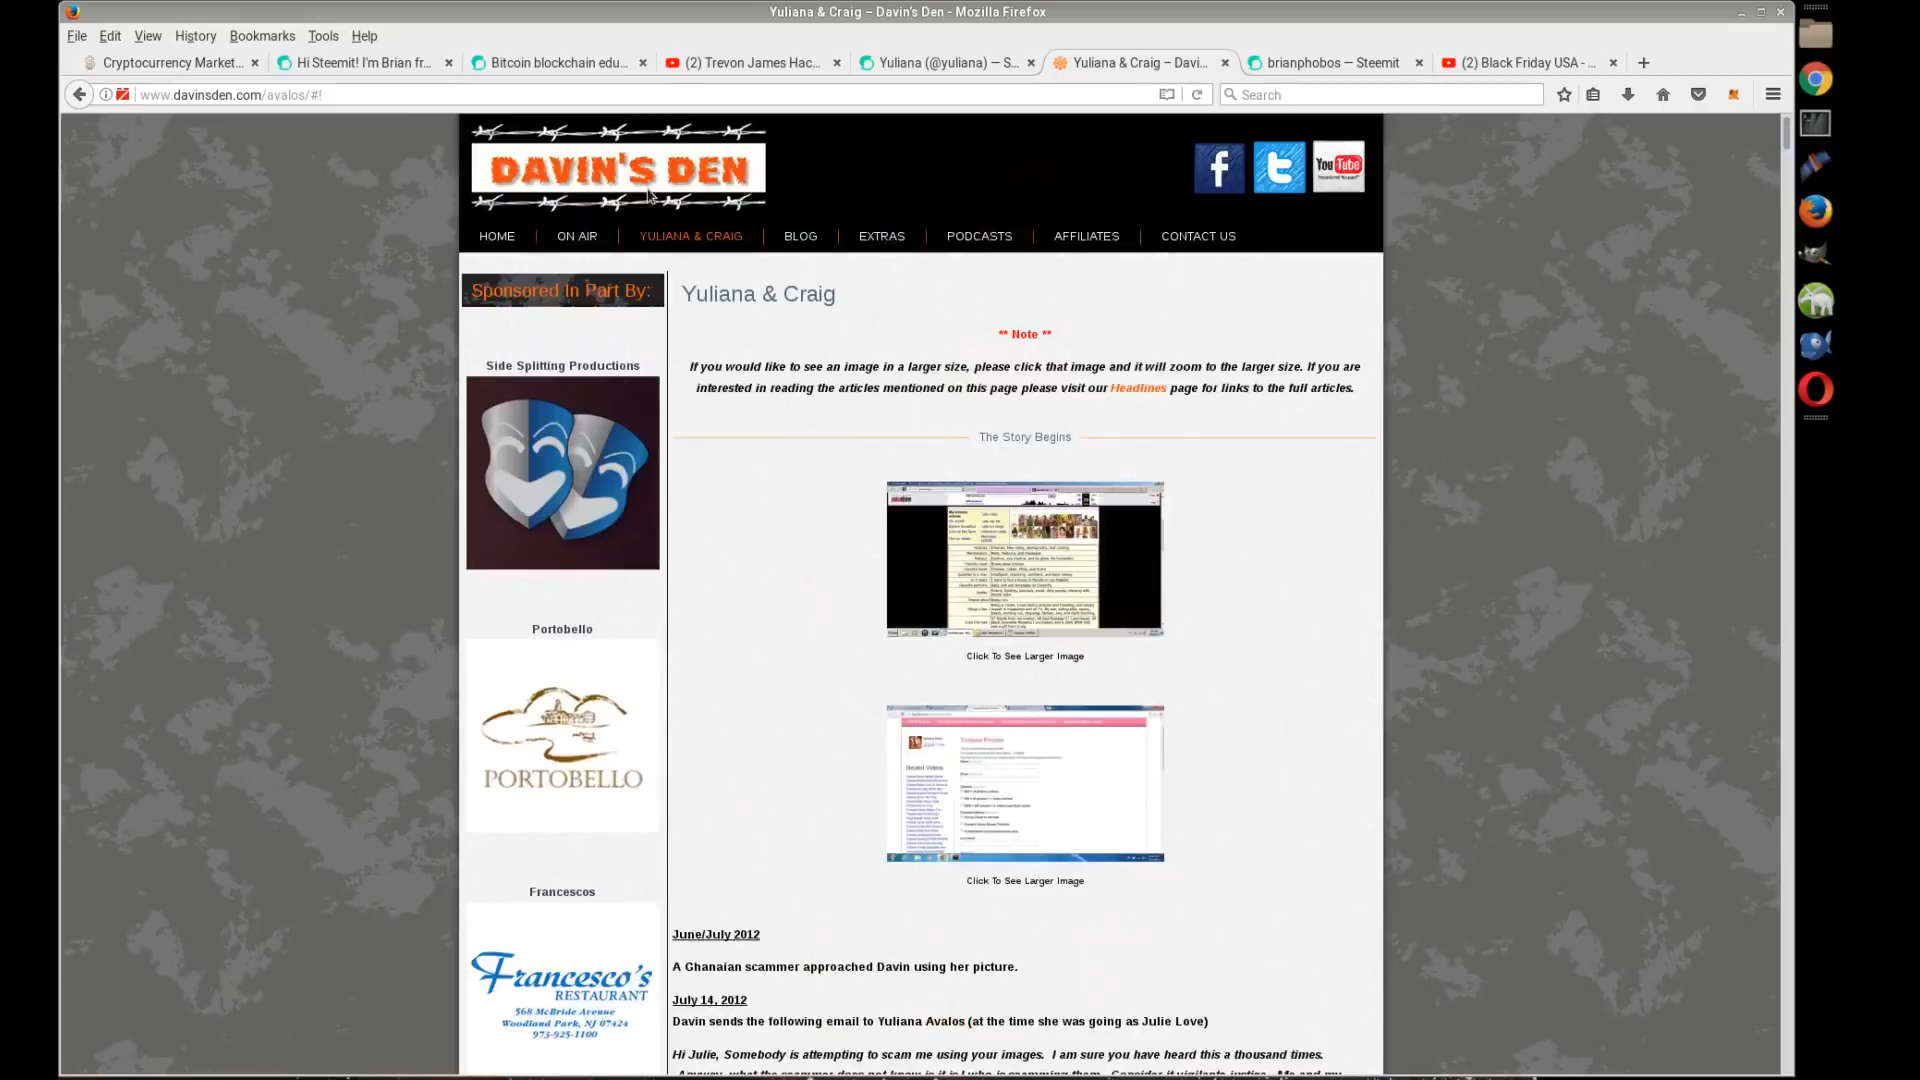 Yuliana & Craig – Davin's Den - Mozilla Firefox
File Edit View History Bookmarks Tools Help
Cryptocurrency Market... Hi Steemit! I'm Brian fr... Bitcoin blockchain edu... (2) Trevon James Hac... Yuliana (@yuliana) — S... Yuliana & Craig – Davi... brianphobos — Steemit (2) Black Friday USA - ...
www.davinsden.com/avalos/#! Search
DAVIN'S DEN
You Tube
HOME ON AIR YULIANA & CRAIG BLOG EXTRAS PODCASTS AFFILIATES CONTACT US
Sponsored In Part By:
Side Splitting Productions
Portobello
PORTOBELLO
Francescos
Francesco's
RESTAURANT
568 McBride Avenue
Woodland Park, NJ 07424
973-925-1100
Yuliana & Craig
** Note **
If you would like to see an image in a larger size, please click that image and it will zoom to the larger size. If you are
interested in reading the articles mentioned on this page please visit our Headlines page for links to the full articles.
The Story Begins
Click To See Larger Image
Yuliana Private
Recent Videos
Click To See Larger Image
June/July 2012
A Ghanaian scammer approached Davin using her picture.
July 14, 2012
Davin sends the following email to Yuliana Avalos (at the time she was going as Julie Love)
Hi Julie, Somebody is attempting to scam me using your images. I am sure you have heard this a thousand times.